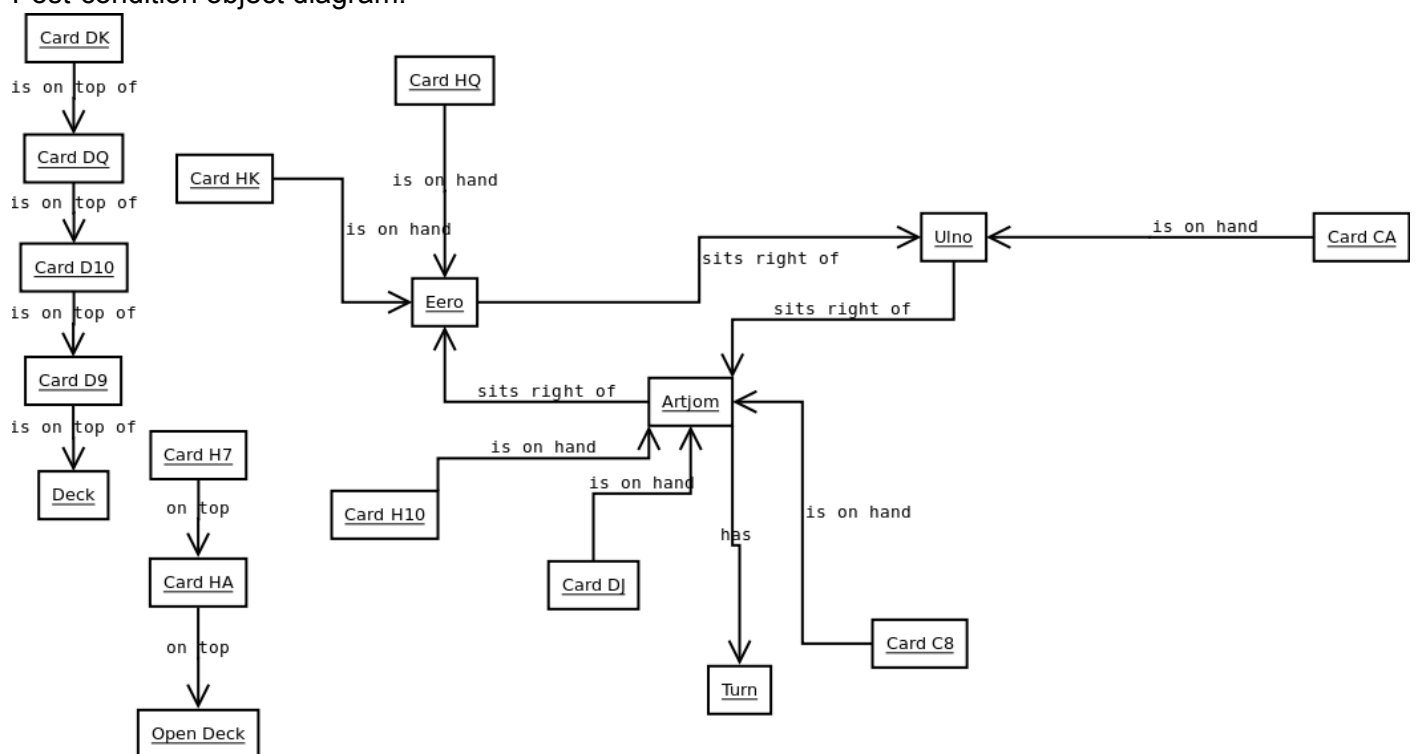 Post-condition object diagram:
Card DK
is on top of
Card DQ
is on top of
Card D10
is on top of
Card D9
is on top of
Deck
Card H7
on top
Card HA
on top
Open Deck
Card HQ
is on hand
Card HK
is on hand
Eero
sits right of
Ulno
is on hand
Card CA
sits right of
sits right of
Artjom
is on hand
Card H10
is on hand
Card DJ
has
Turn
is on hand
Card C8